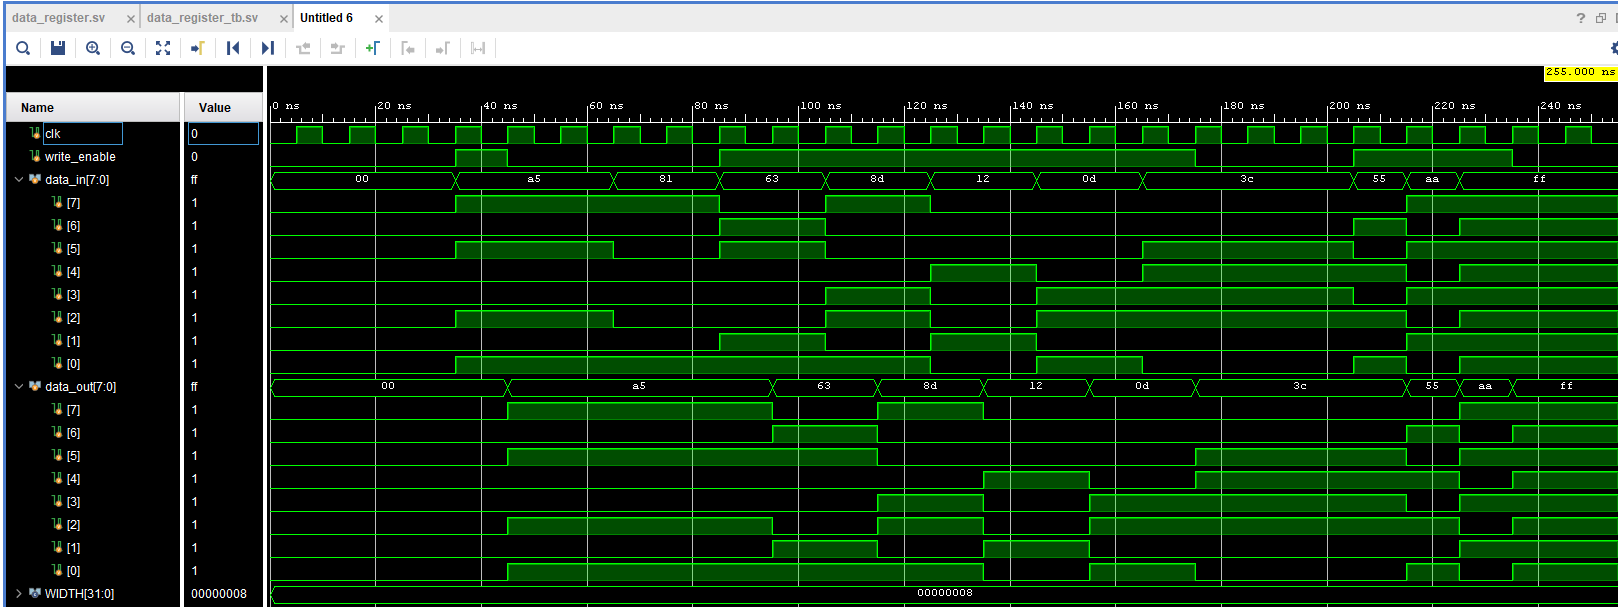 data_register.sv × data_register_tb.sv × Untitled 6 × ?
255.000 ns
Name Value
0 ns 20 ns 40 ns 60 ns 80 ns 100 ns 120 ns 140 ns 160 ns 180 ns 200 ns 220 ns 240 ns
clk 0
write_enable 0
data_in[7:0] ff 00 a5 81 63 8d 12 0d 3c 55 aa ff
[7] 1
[6] 1
[5] 1
[4] 1
[3] 1
[2] 1
[1] 1
[0] 1
data_out[7:0] ff 00 a5 63 8d 12 0d 3c 55 aa ff
[7] 1
[6] 1
[5] 1
[4] 1
[3] 1
[2] 1
[1] 1
[0] 1
WIDTH[31:0] 00000008 00000008